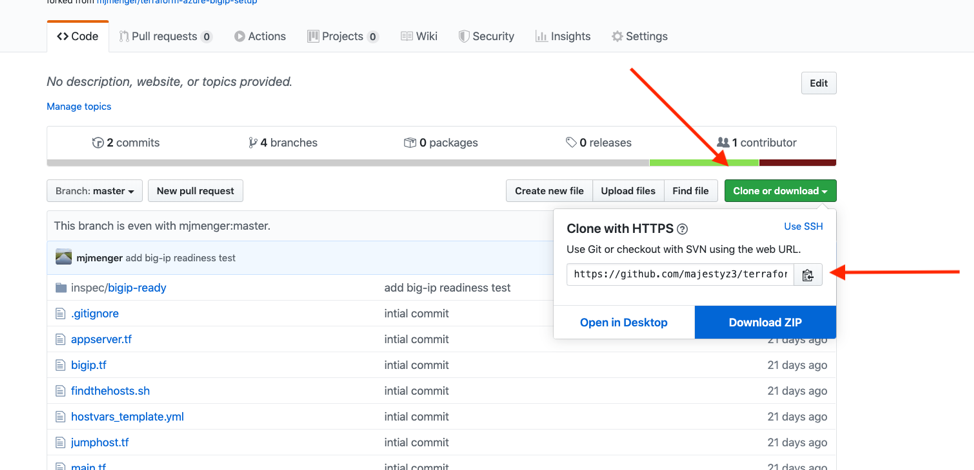 forked from mjmenger/terraform-azure-bigip-setup
Code Pull requests 0 Actions Projects 0 Wiki Security Insights Settings
No description, website, or topics provided. Edit
Manage topics
2 commits 4 branches 0 packages 0 releases 1 contributor
Branch: master New pull request Create new file Upload files Find file Clone or download
This branch is even with mjmenger:master.
mjmenger add big-ip readiness test
Clone with HTTPS Use SSH
Use Git or checkout with SVN using the web URL.
https://github.com/majestyz3/terrafor
Open in Desktop Download ZIP
inspec/bigip-ready add big-ip readiness test
.gitignore intial commit
appserver.tf intial commit 21 days ago
bigip.tf intial commit 21 days ago
findthehosts.sh intial commit 21 days ago
hostvars_template.yml intial commit 21 days ago
jumphost.tf intial commit 21 days ago
main.tf intial commit 21 days ago